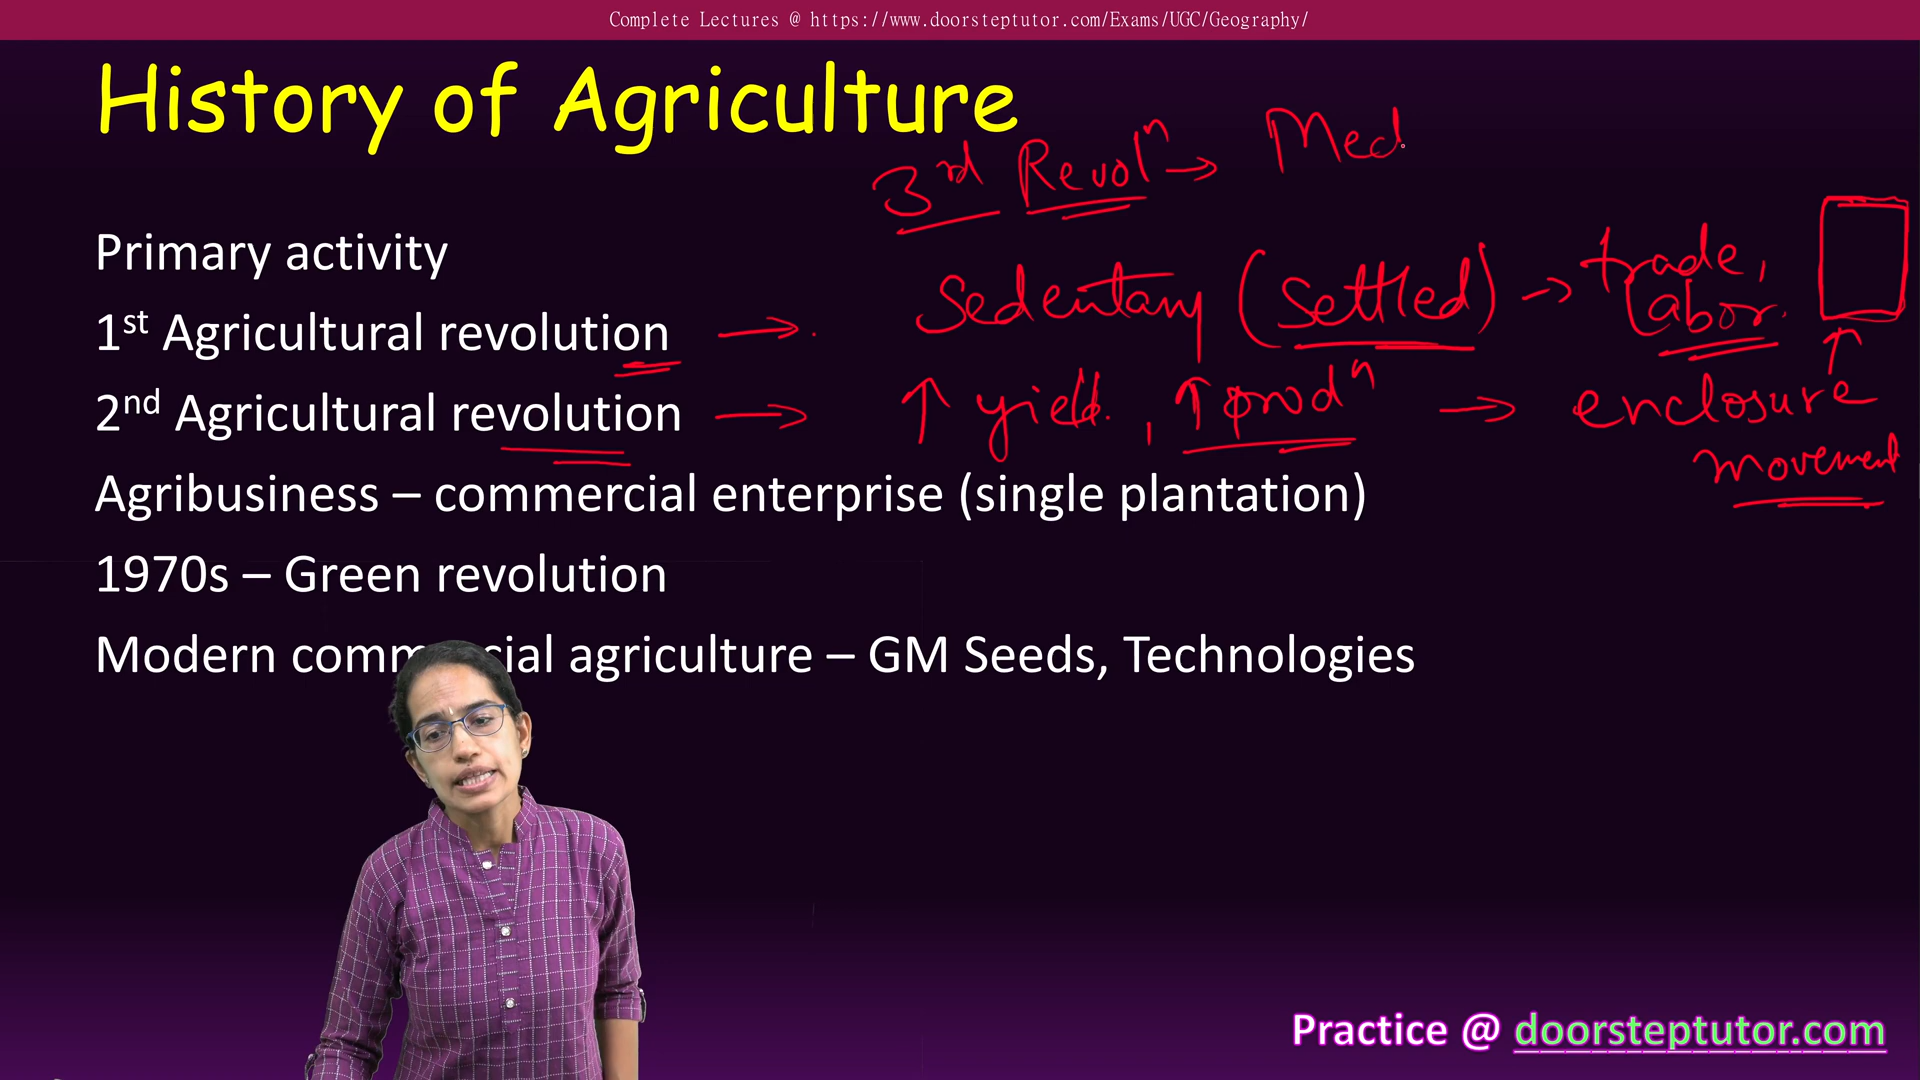 Complete Lectures @ https://www.doorsteptutor.com/Exams/UGC/Geography/
History of Agriculture
3rd Revolⁿ → Med
Primary activity
1st Agricultural revolution → Sedentary (Settled) → trade, labor.
2nd Agricultural revolution → ↑ yield, ↑ prodⁿ → enclosure movement
Agribusiness – commercial enterprise (single plantation)
1970s – Green revolution
Modern comm cial agriculture – GM Seeds, Technologies
Practice @ doorsteptutor.com